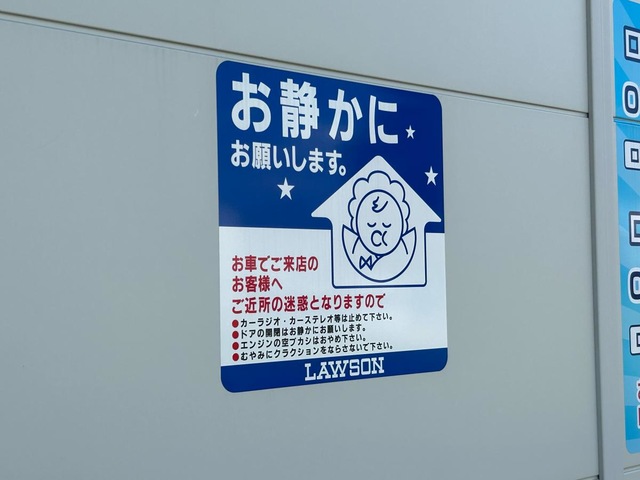 お静かに
お願いします。
お車でご来店の
お客様へ
ご近所の迷惑となりますので
●カーラジオ・カーステレオ等は止めて下さい。
●ドアの開閉はお静かにお願いします。
●エンジンの空ブカシはおやめ下さい。
●むやみにクラクションをならさないで下さい。
LAWSON